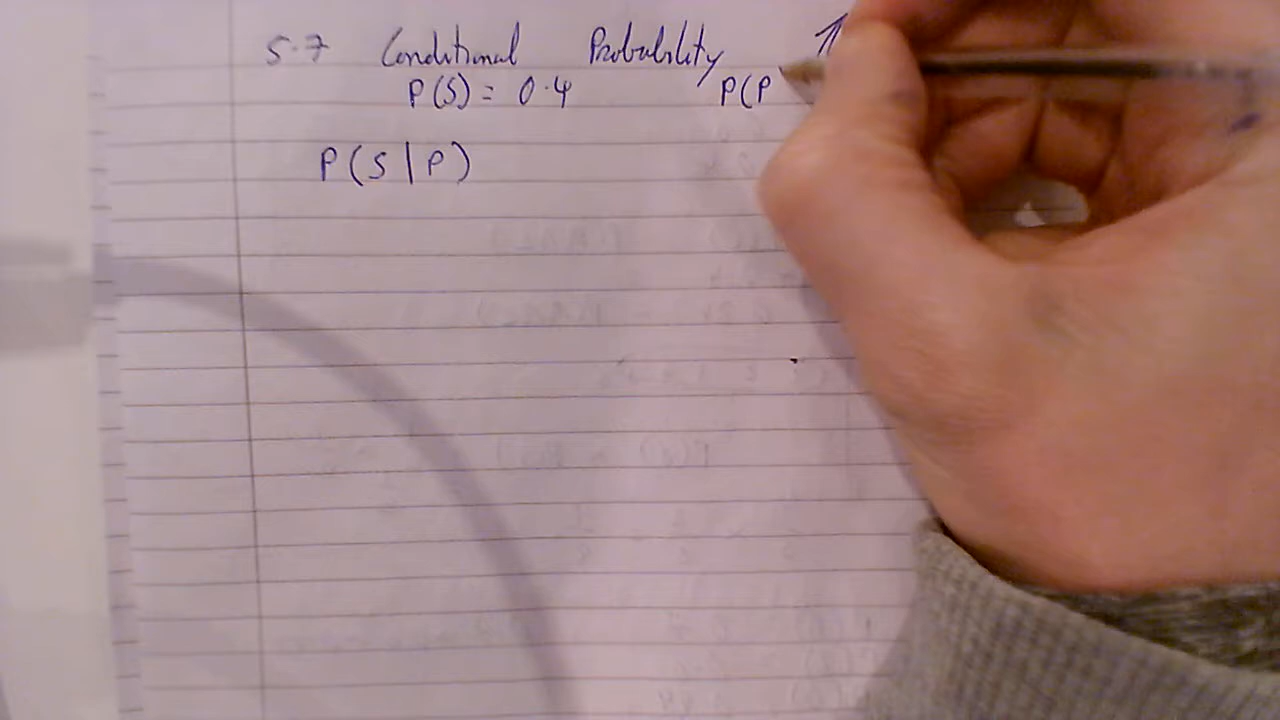 5.7 Conditional Probability
P(S) = 0.4 P(P
P(S|P)